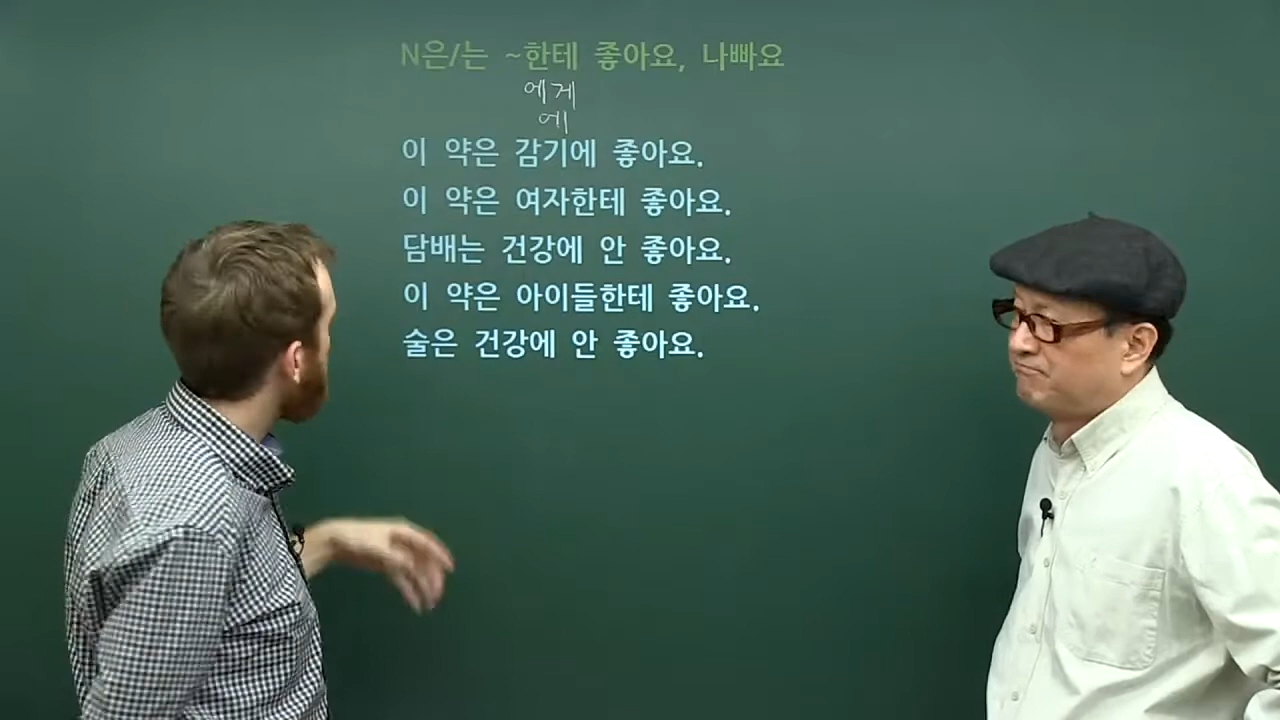 N은/는 ~한테 좋아요, 나빠요
에게
에
이 약은 감기에 좋아요.
이 약은 여자한테 좋아요.
담배는 건강에 안 좋아요.
이 약은 아이들한테 좋아요.
술은 건강에 안 좋아요.